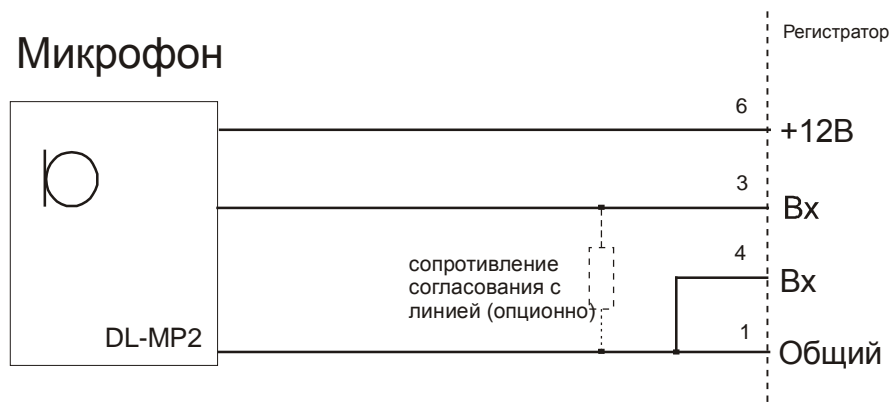 Регистратор
Микрофон
6
+12В
3
Вх
4
Вх
сопротивление
согласования с
линией (опционно)
DL-MP2
1
Общий